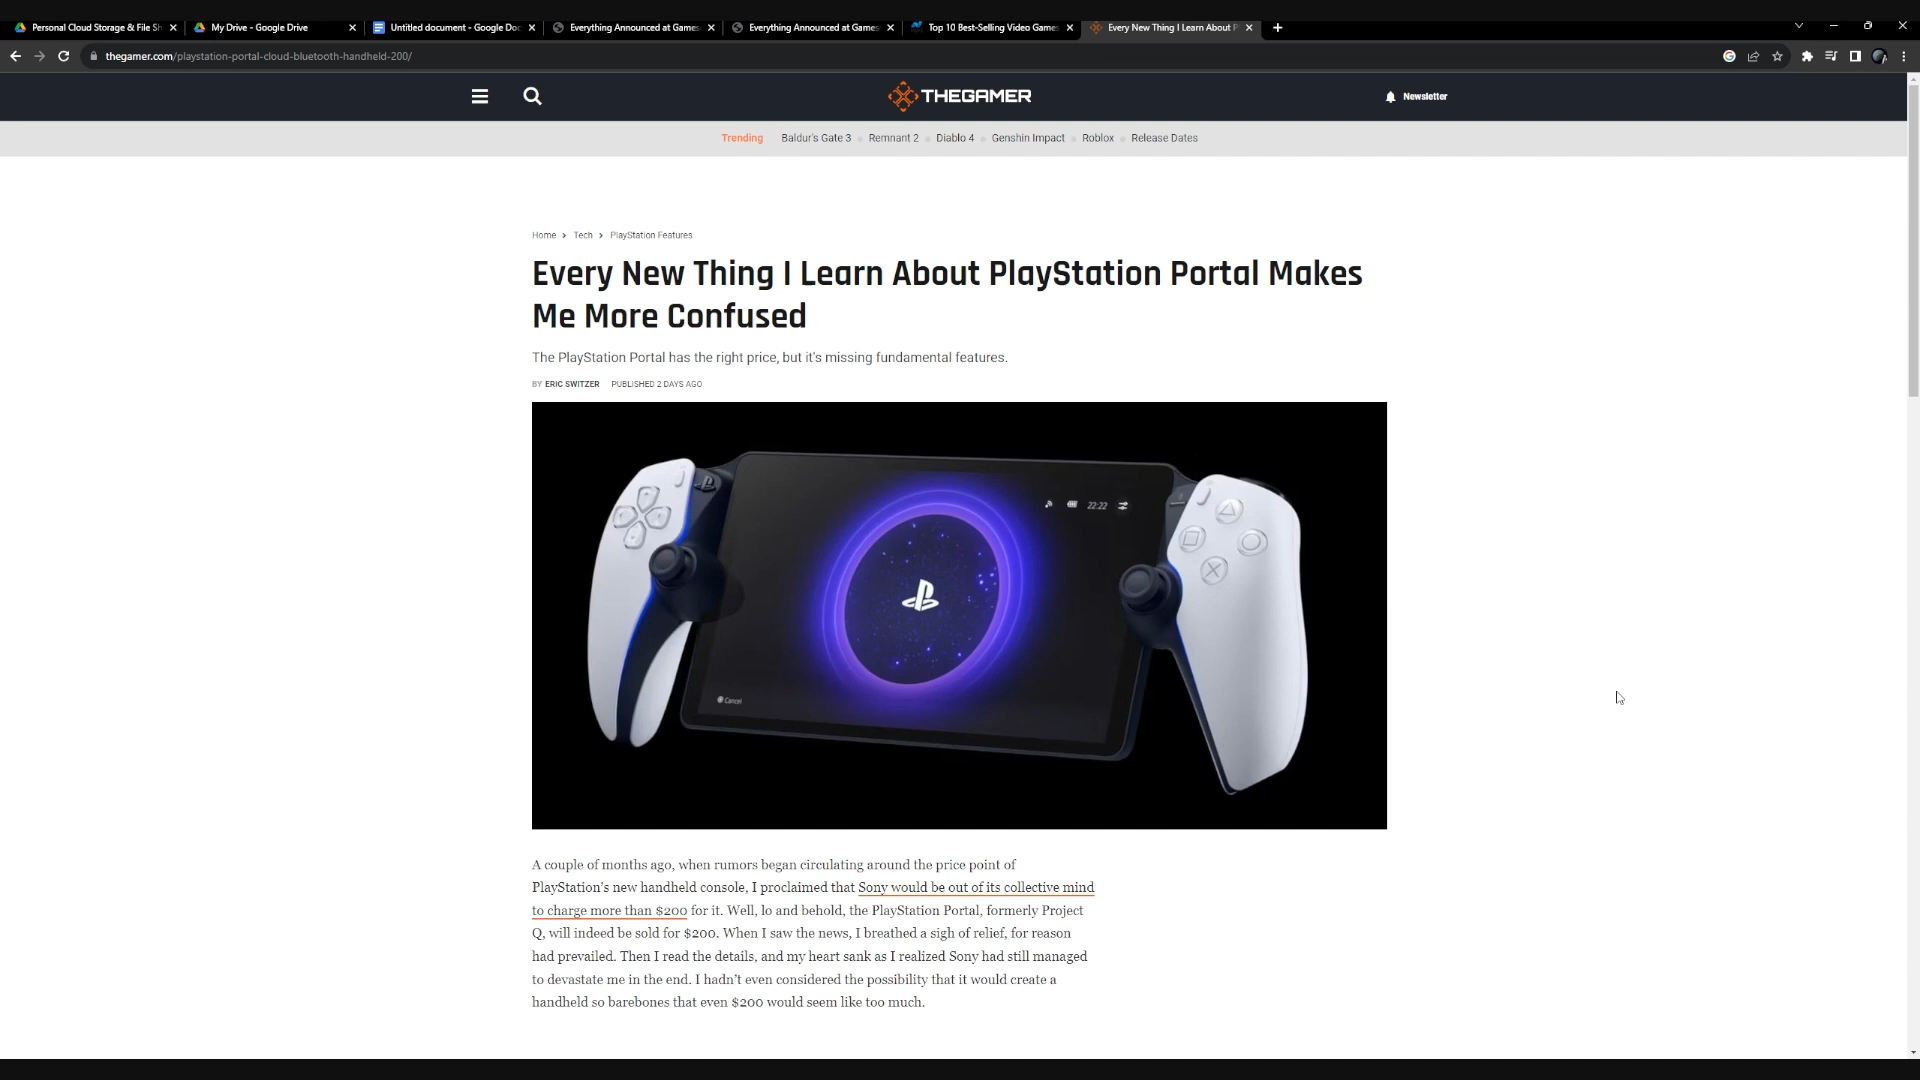 Personal Cloud Storage & File Sh
My Drive - Google Drive
Untitled document - Google Doc
Everything Announced at Games
Everything Announced at Games
Top 10 Best-Selling Video Games
Every New Thing I Learn About P
thegamer.com/playstation-portal-cloud-bluetooth-handheld-200/
THEGAMER
Newsletter
Trending Baldur's Gate 3 Remnant 2 Diablo 4 Genshin Impact Roblox Release Dates
Home > Tech > PlayStation Features
Every New Thing I Learn About PlayStation Portal Makes
Me More Confused
The PlayStation Portal has the right price, but it's missing fundamental features.
BY ERIC SWITZER PUBLISHED 2 DAYS AGO
22:22
Cancel
A couple of months ago, when rumors began circulating around the price point of
PlayStation's new handheld console, I proclaimed that Sony would be out of its collective mind
to charge more than $200 for it. Well, lo and behold, the PlayStation Portal, formerly Project
Q, will indeed be sold for $200. When I saw the news, I breathed a sigh of relief, for reason
had prevailed. Then I read the details, and my heart sank as I realized Sony had still managed
to devastate me in the end. I hadn't even considered the possibility that it would create a
handheld so barebones that even $200 would seem like too much.